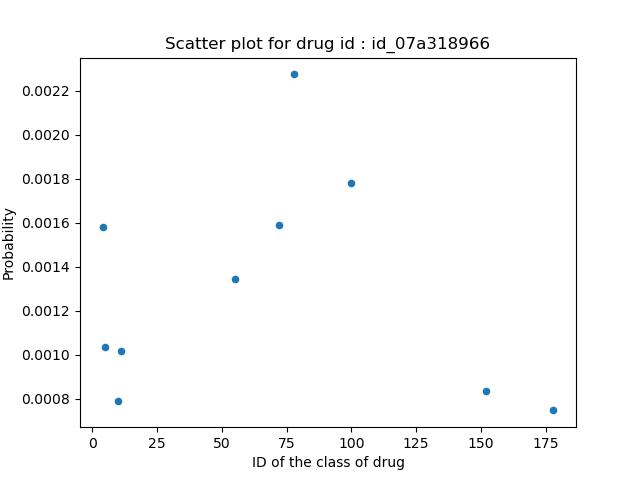 Scatter plot for drug id : id_07a318966
0.0022
0.0020
0.0018
0.0016
0.0014
0.0012
0.0010
0.0008
Probability
0 25 50 75 100 125 150 175
ID of the class of drug